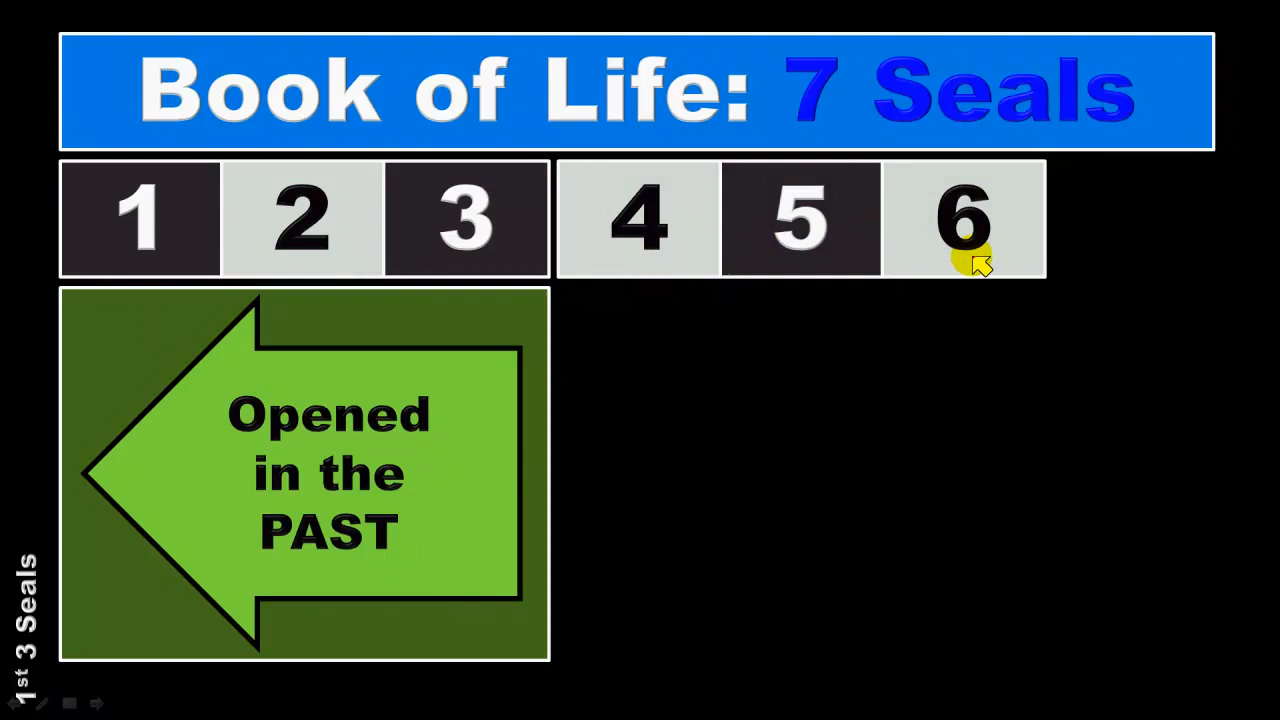 Book of Life: 7 Seals
1 2 3 4 5 6
Opened
in the
PAST
1st 3 Seals